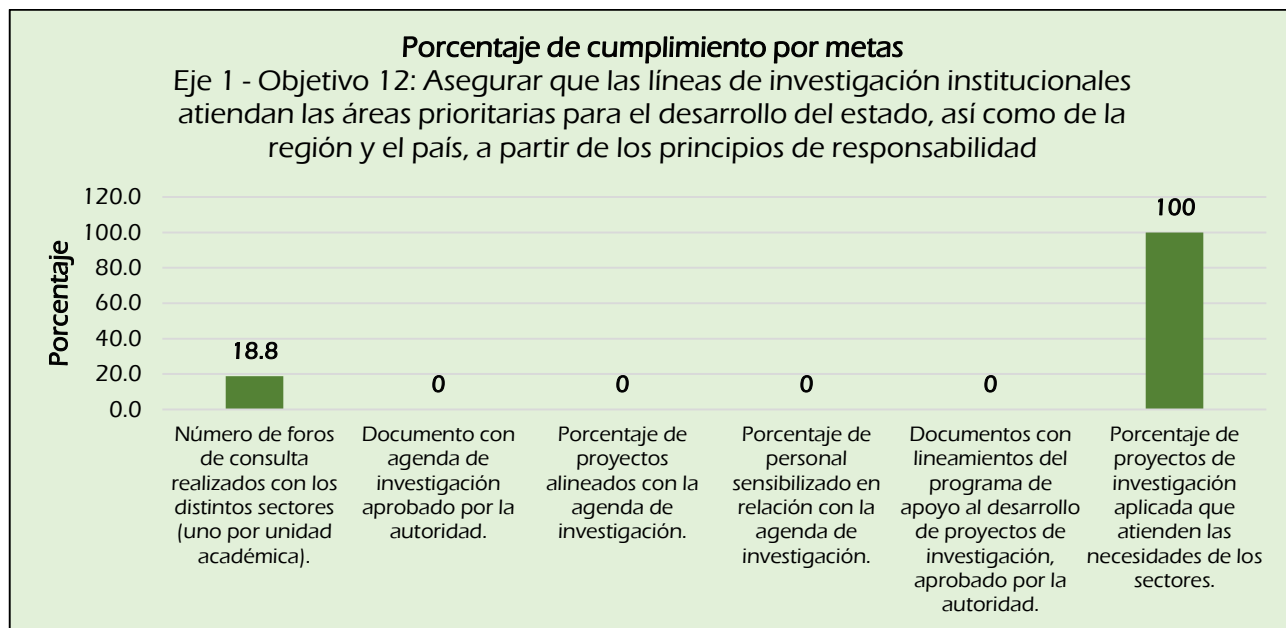 Porcentaje de cumplimiento por metas
Eje 1 - Objetivo 12: Asegurar que las líneas de investigación institucionales
atiendan las áreas prioritarias para el desarrollo del estado, así como de la
región y el país, a partir de los principios de responsabilidad
Porcentaje
120.0
100.0
80.0
60.0
40.0
20.0
0.0
18.8
0
0
0
0
100
Número de foros
de consulta
realizados con los
distintos sectores
(uno por unidad
académica).
Documento con
agenda de
investigación
aprobado por la
autoridad.
Porcentaje de
proyectos
alineados con la
agenda de
investigación.
Porcentaje de
personal
sensibilizado en
relación con la
agenda de
investigación.
Documentos con
lineamientos del
programa de
apoyo al desarrollo
de proyectos de
investigación,
aprobado por la
autoridad.
Porcentaje de
proyectos de
investigación
aplicada que
atienden las
necesidades de los
sectores.